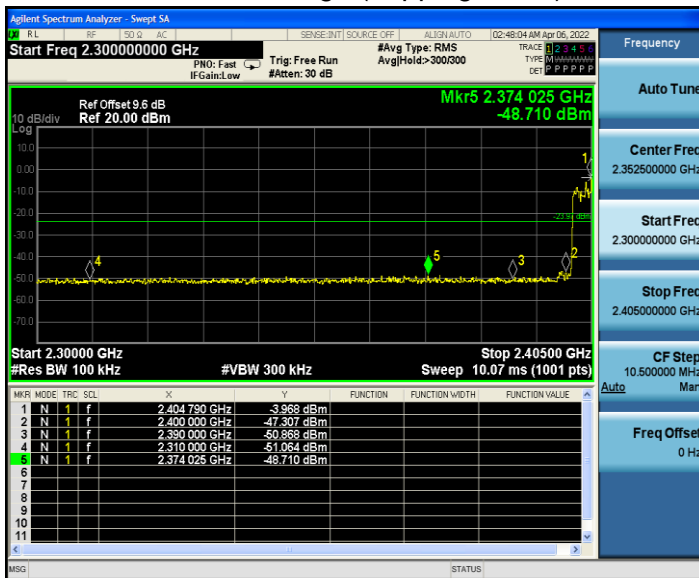 Agilent Spectrum Analyzer - Swept SA
LXI RL RF 50 Ω AC SENSE:INT SOURCE OFF ALIGN AUTO 02:48:04 AM Apr 06, 2022
Start Freq 2.300000000 GHz #Avg Type: RMS TRACE 1 2 3 4 5 6
PNO: Fast Trig: Free Run Avg|Hold:>300/300 TYPE M
IFGain:Low #Atten: 30 dB DET P P P P P P
Mkr5 2.374 025 GHz
-48.710 dBm
Ref Offset 9.6 dB
10 dB/div Ref 20.00 dBm
Log
10.0
0.00
-10.0
-20.0
-30.0
-40.0
-50.0
-60.0
-70.0
1
2
3
4
5
Start 2.30000 GHz Stop 2.40500 GHz
#Res BW 100 kHz #VBW 300 kHz Sweep 10.07 ms (1001 pts)
MKR MODE TRC SCL X Y FUNCTION FUNCTION WIDTH FUNCTION VALUE
1 N 1 f 2.404 790 GHz -3.968 dBm
2 N 1 f 2.400 000 GHz -47.307 dBm
3 N 1 f 2.390 000 GHz -50.868 dBm
4 N 1 f 2.310 000 GHz -51.064 dBm
5 N 1 f 2.374 025 GHz -48.710 dBm
6
7
8
9
10
11
MSG STATUS
Frequency
Auto Tune
Center Freq
2.352500000 GHz
Start Freq
2.300000000 GHz
Stop Freq
2.405000000 GHz
CF Step
10.500000 MHz
Auto Man
Freq Offset
0 Hz